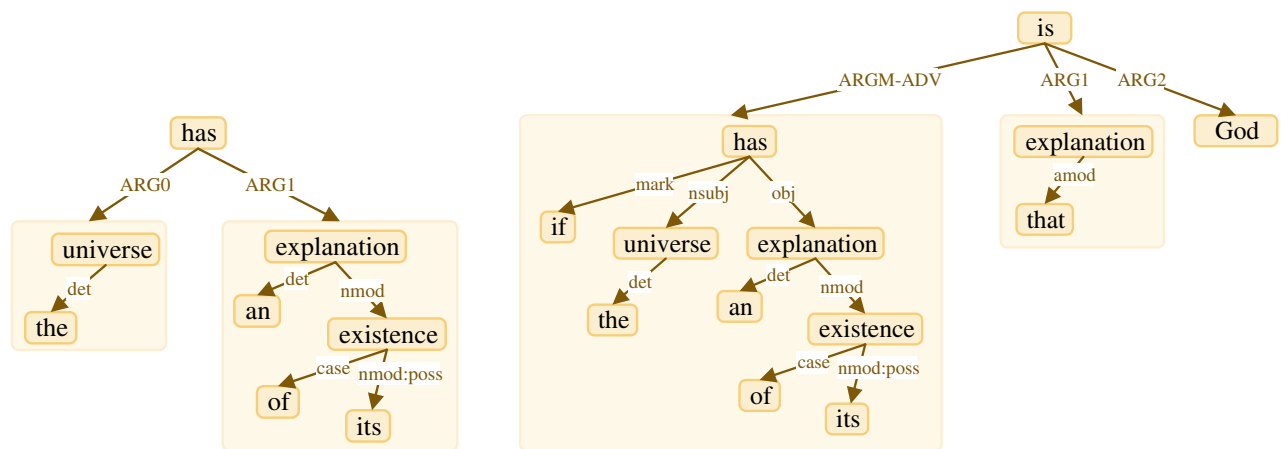 is
ARGM-ADV ARG1 ARG2
has
has
explanation
God
ARG0 ARG1
mark
nsubj
obj
amod
if
that
universe
explanation
universe
explanation
det
det
nmod
det
det
nmod
the
an
existence
the
an
existence
case
nmod:poss
case
nmod:poss
of
its
of
its